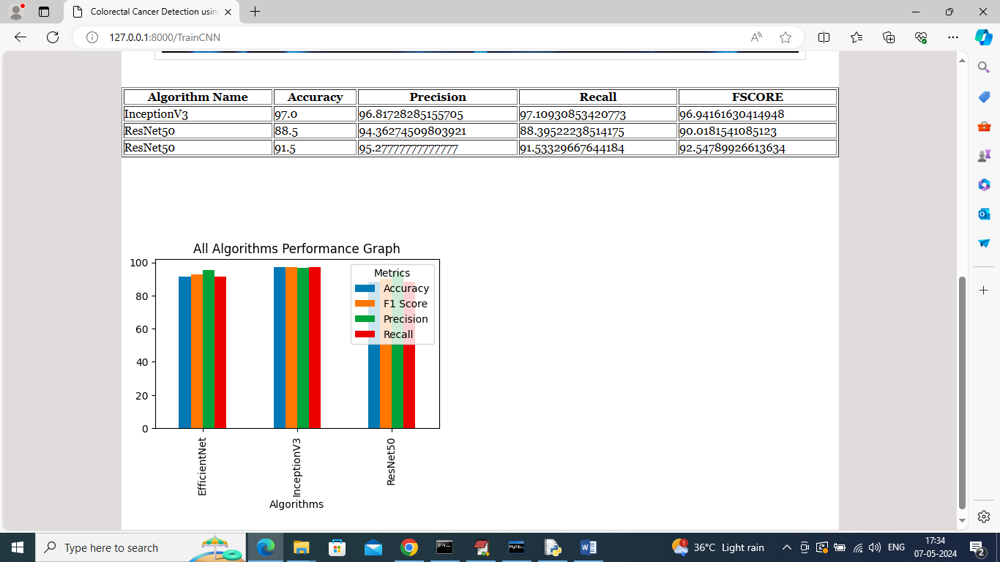 Colorectal Cancer Detection usin
127.0.0.1:8000/TrainCNN
Algorithm Name Accuracy Precision Recall FSCORE
InceptionV3 97.0 96.81728285155705 97.10930853420773 96.94161630414948
ResNet50 88.5 94.36274509803921 88.39522238514175 90.0181541085123
ResNet50 91.5 95.27777777777777 91.53329667644184 92.54789926613634
All Algorithms Performance Graph
100
80
60
40
20
0
Metrics
Accuracy
F1 Score
Precision
Recall
EfficientNet
InceptionV3
ResNet50
Algorithms
Type here to search
MySQL
1
36°C Light rain
ENG
17:34
07-05-2024
2